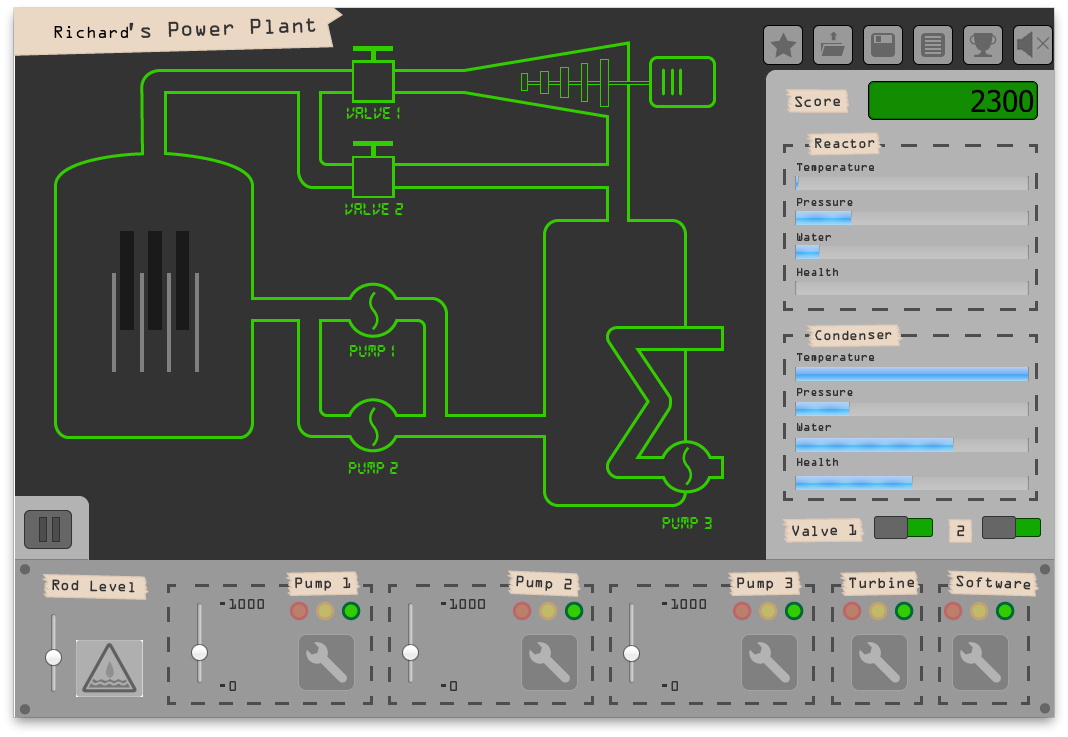 Richard's Power Plant
VALVE 1
VALVE 2
PUMP 1
PUMP 2
PUMP 3
Score 2300
Reactor
Temperature
Pressure
Water
Health
Condenser
Temperature
Pressure
Water
Health
Valve 1 2
Rod Level
Pump 1
-1000
-0
Pump 2
-1000
-0
Pump 3
-1000
-0
Turbine
Software